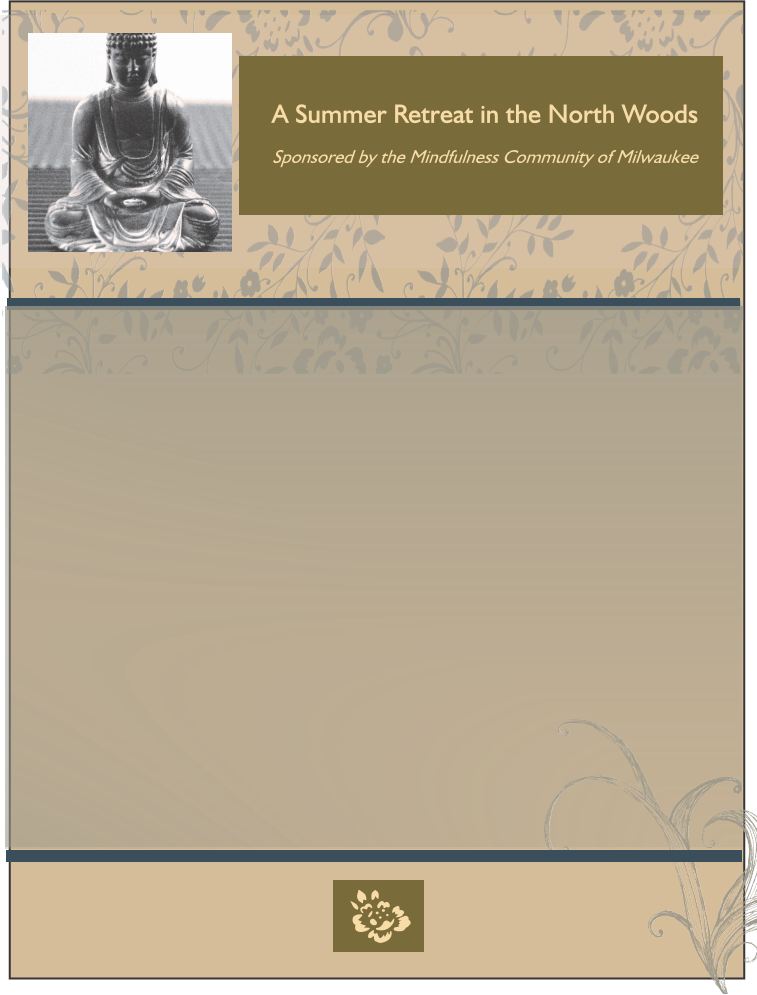 A Summer Retreat in the North Woods
Sponsored by the Mindfulness Community of Milwaukee